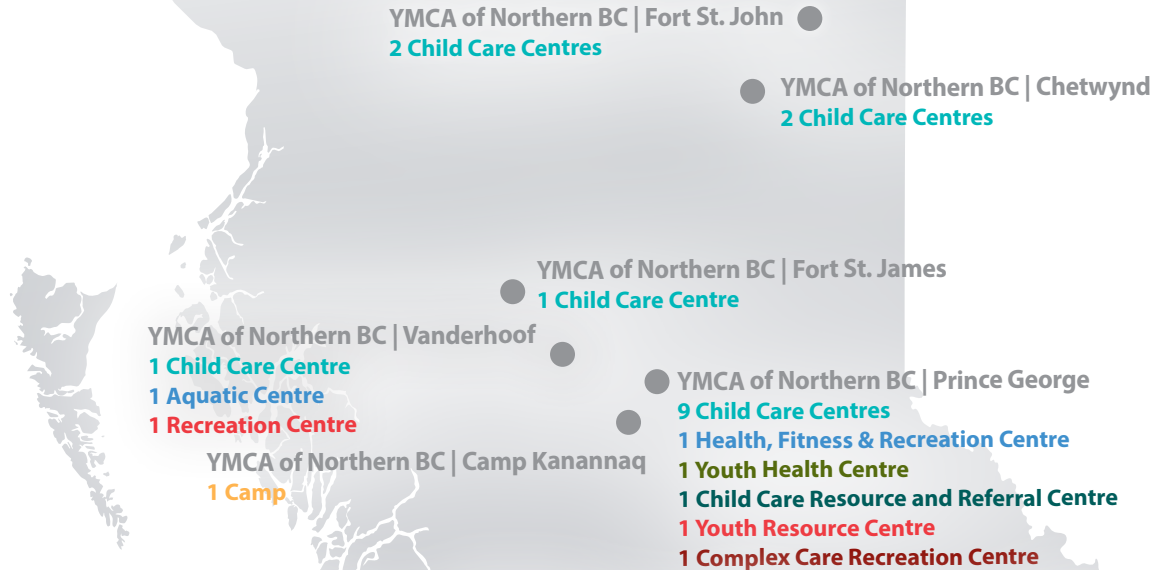 YMCA of Northern BC | Fort St. John
2 Child Care Centres
YMCA of Northern BC | Chetwynd
2 Child Care Centres
YMCA of Northern BC | Fort St. James
1 Child Care Centre
YMCA of Northern BC | Vanderhoof
1 Child Care Centre
1 Aquatic Centre
1 Recreation Centre
YMCA of Northern BC | Prince George
9 Child Care Centres
1 Health, Fitness & Recreation Centre
1 Youth Health Centre
1 Child Care Resource and Referral Centre
1 Youth Resource Centre
1 Complex Care Recreation Centre
YMCA of Northern BC | Camp Kanannaq
1 Camp